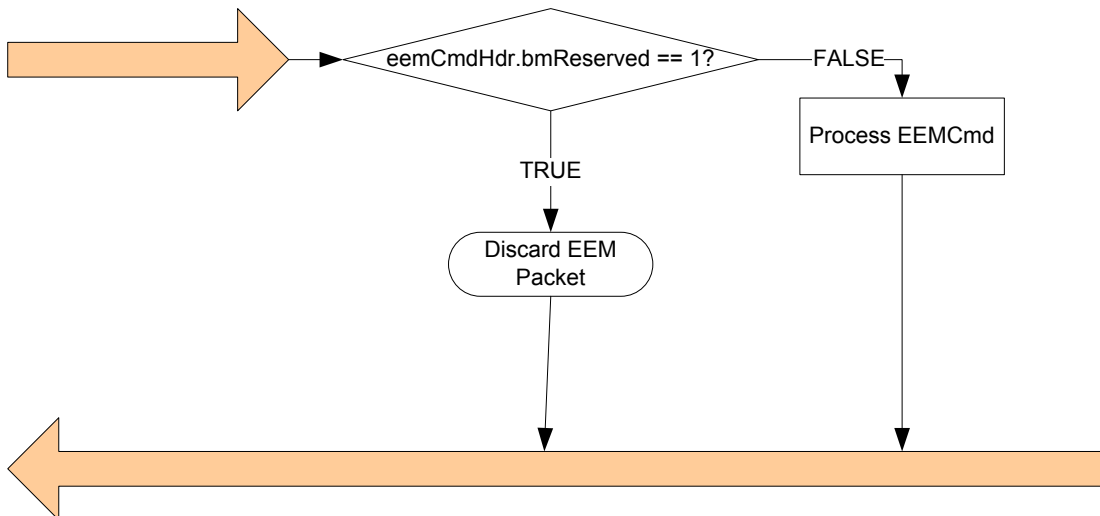 eemCmdHdr.bmReserved == 1?
FALSE
Process EEMCmd
TRUE
Discard EEM
Packet